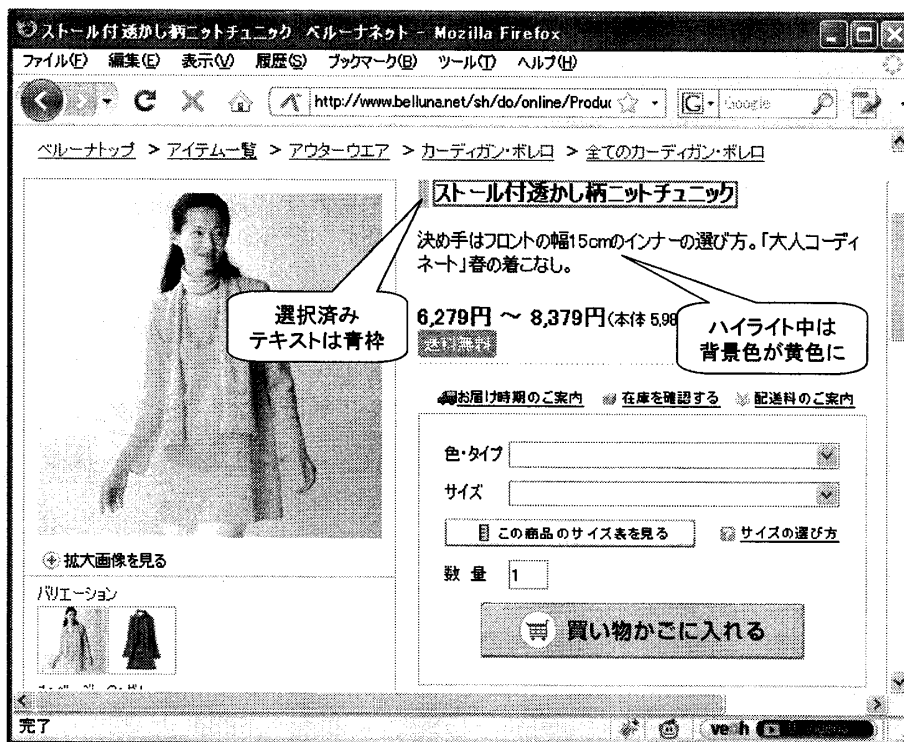 ストール付透かし柄ニットチュニック ベルーナネット - Mozilla Firefox
ファイル(F) 編集(E) 表示(V) 履歴(S) ブックマーク(B) ツール(T) ヘルプ(H)
http://www.belluna.net/sh/do/online/Produc
Google
ベルーナトップ > アイテム一覧 > アウターウエア > カーディガン・ボレロ > 全てのカーディガン・ボレロ
ストール付透かし柄ニットチュニック
決め手はフロントの幅15cmのインナーの選び方。「大人コーディ
ネート」春の着こなし。
選択済み
テキストは青枠
6,279円 ~ 8,379円(本体 5,98
送料無料
ハイライト中は
背景色が黄色に
お届け時期のご案内 在庫を確認する 配送料のご案内
色・タイプ
サイズ
この商品のサイズ表を見る サイズの選び方
数 量 1
買い物かごに入れる
拡大画像を見る
バリエーション
完了